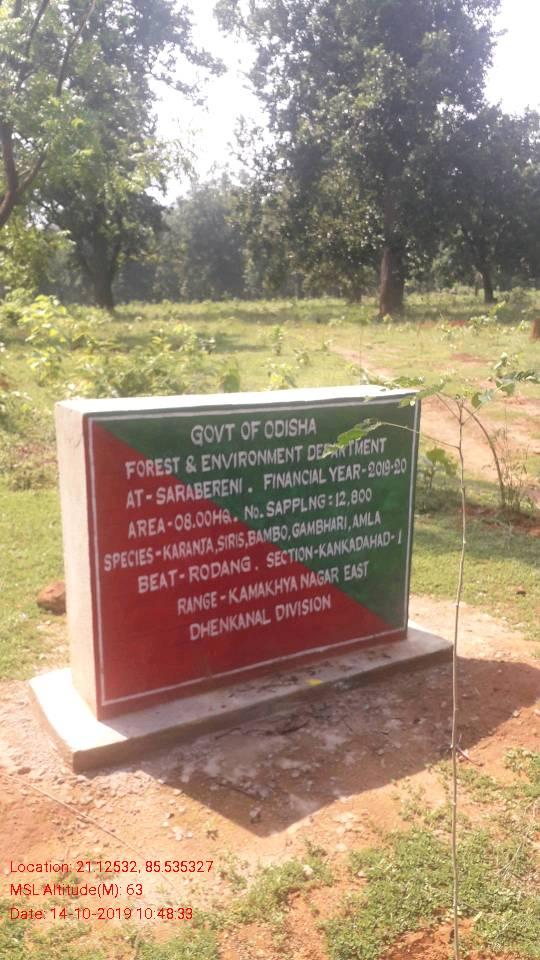 GOVT OF ODISHA
FOREST & ENVIRONMENT DEPARTMENT
AT-SARABERENI. FINANCIAL YEAR-2019-20
AREA-08.00HG. No. SAPPLNG:12,800
SPECIES-KARANJA,SIRIS,BAMBO,GAMBHARI,AMLA
BEAT-RODANG. SECTION-KANKADAHAD-1
RANGE-KAMAKHYA NAGAR EAST
DHENKANAL DIVISION
Location: 21.12532, 85.535327
MSL Altitude(M): 63
Date: 14-10-2019 10:48:33